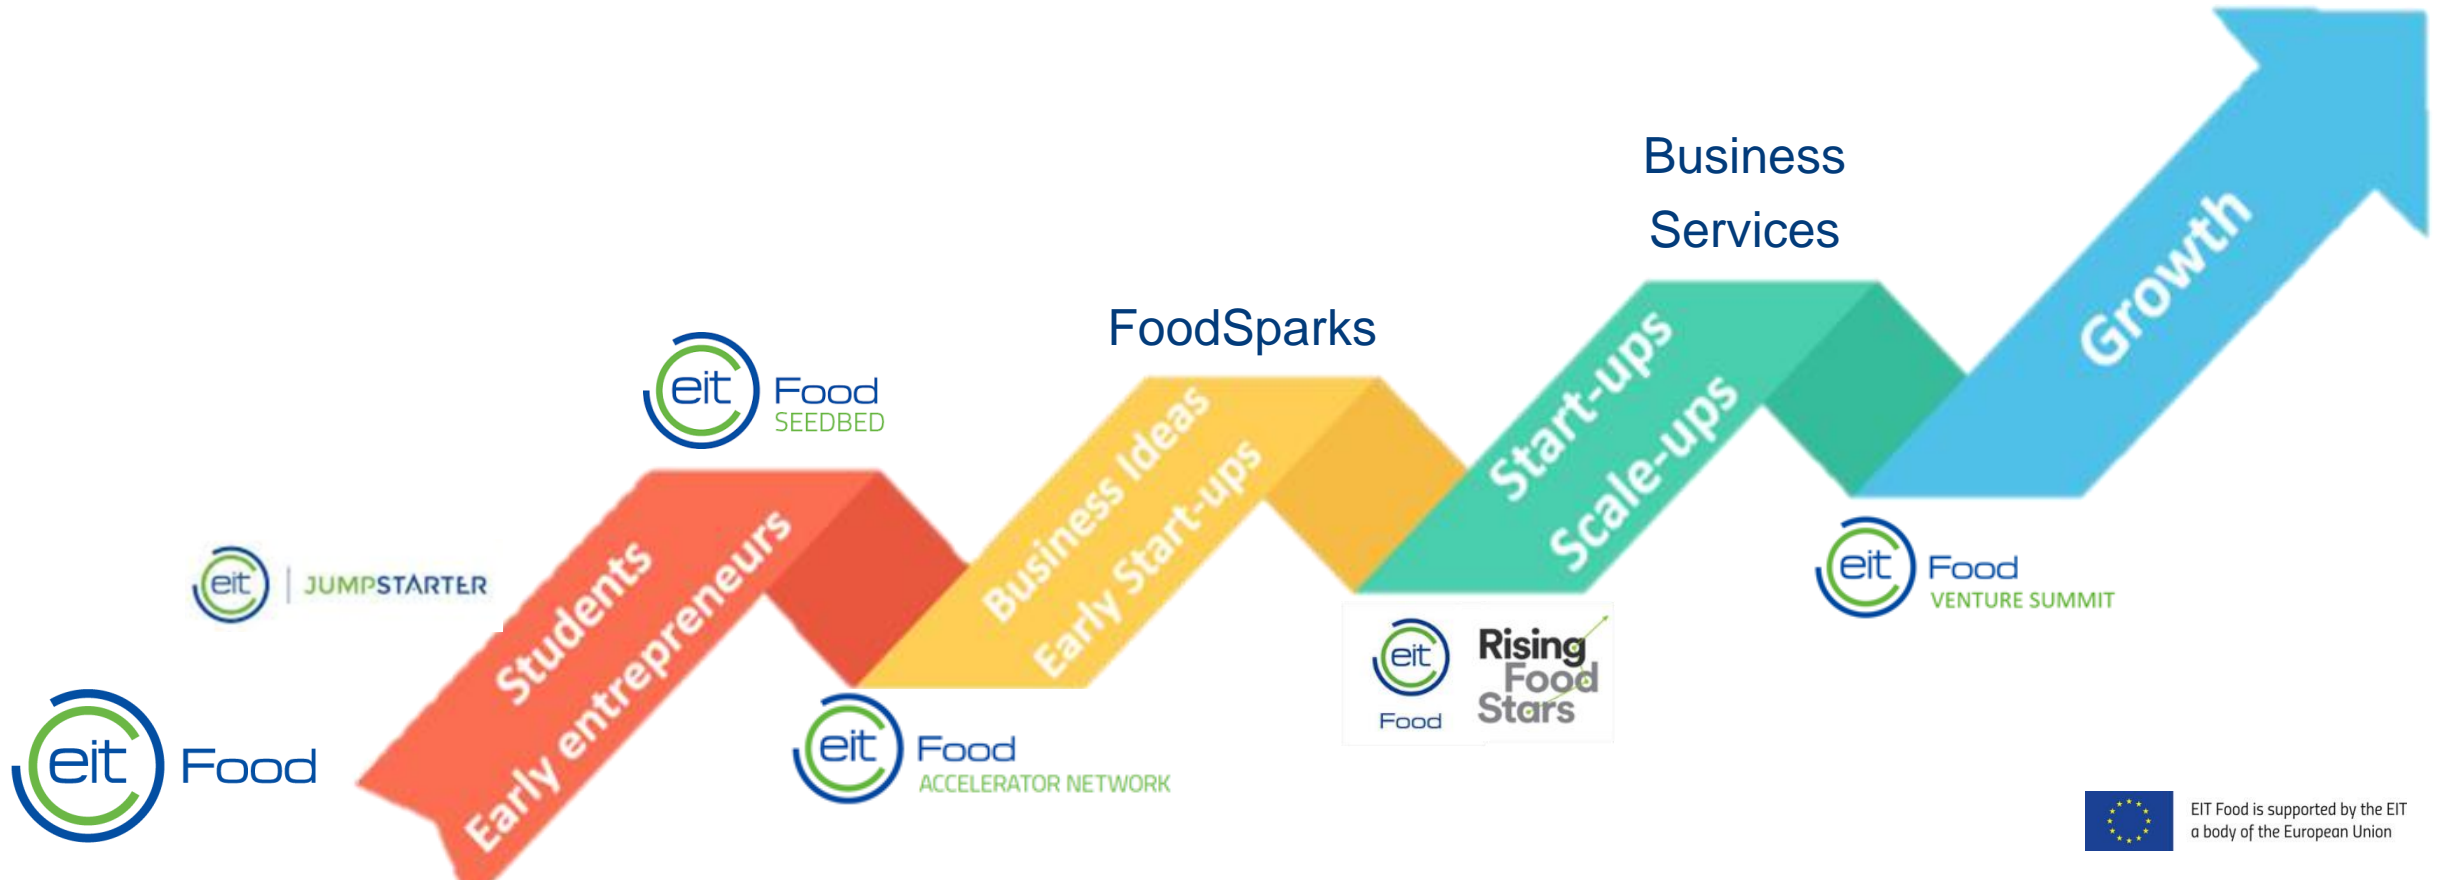 eit Food
eit | JUMPSTARTER
Students
Early entrepreneurs
eit Food
SEEDBED
eit Food
ACCELERATOR NETWORK
Business Ideas
Early Start-ups
FoodSparks
eit
Food
Rising
Food
Stars
Start-ups
Scale-ups
Business
Services
eit Food
VENTURE SUMMIT
Growth
EIT Food is supported by the EIT
a body of the European Union